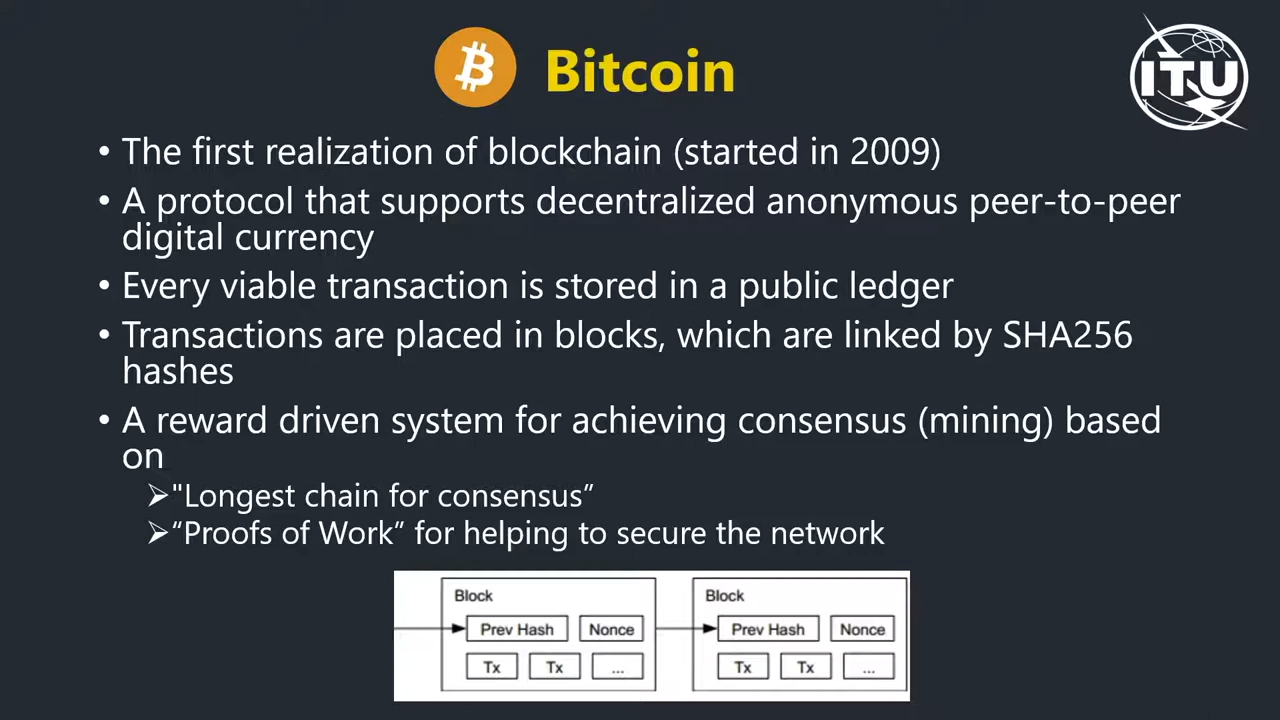 Bitcoin
ITU
• The first realization of blockchain (started in 2009)
• A protocol that supports decentralized anonymous peer-to-peer
digital currency
• Every viable transaction is stored in a public ledger
• Transactions are placed in blocks, which are linked by SHA256
hashes
• A reward driven system for achieving consensus (mining) based
on
➢"Longest chain for consensus”
➢“Proofs of Work” for helping to secure the network
Block Block
Prev Hash Nonce Prev Hash Nonce
Tx Tx ... Tx Tx ...